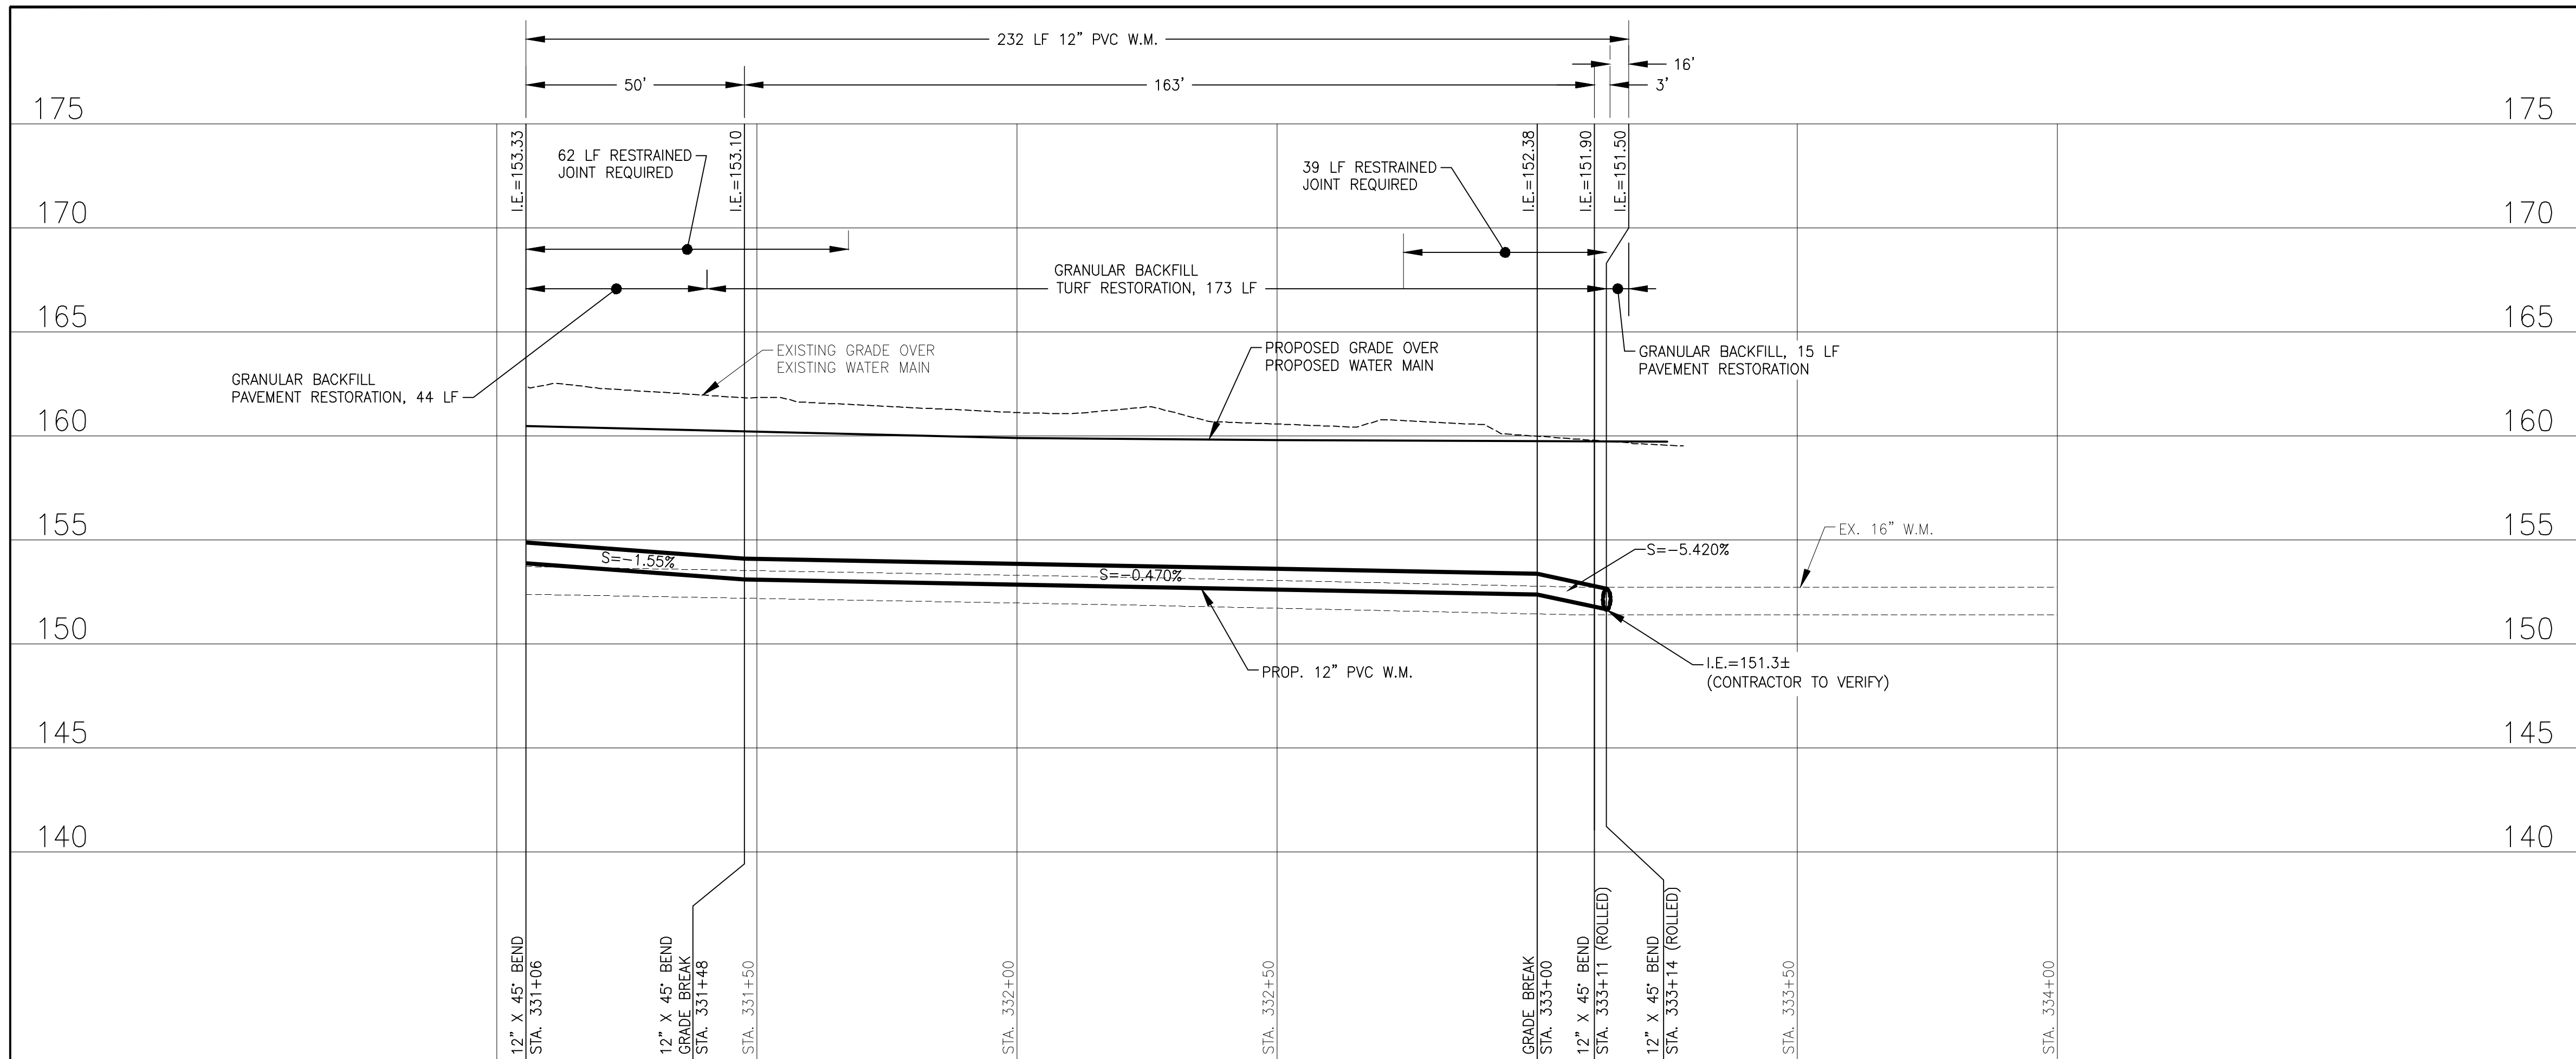 232 LF 12" PVC W.M.
16'
50'
163'
3'
175
175
I.E.=153.33
I.E.=153.10
I.E.=152.38
I.E.=151.90
I.E.=151.50
62 LF RESTRAINED
JOINT REQUIRED
39 LF RESTRAINED
JOINT REQUIRED
170
170
GRANULAR BACKFILL
TURF RESTORATION, 173 LF
165
165
EXISTING GRADE OVER
EXISTING WATER MAIN
PROPOSED GRADE OVER
PROPOSED WATER MAIN
GRANULAR BACKFILL, 15 LF
PAVEMENT RESTORATION
GRANULAR BACKFILL
PAVEMENT RESTORATION, 44 LF
160
160
155
155
EX. 16" W.M.
S=-1.55%
S=-0.470%
S=-5.420%
150
150
PROP. 12" PVC W.M.
I.E.=151.3±
(CONTRACTOR TO VERIFY)
145
145
140
140
12" X 45° BEND
STA. 331+06
12" X 45° BEND
GRADE BREAK
STA. 331+48
STA. 331+50
STA. 332+00
STA. 332+50
GRADE BREAK
STA. 333+00
12" X 45° BEND
STA. 333+11 (ROLLED)
12" X 45° BEND
STA. 333+14 (ROLLED)
STA. 333+50
STA. 334+00